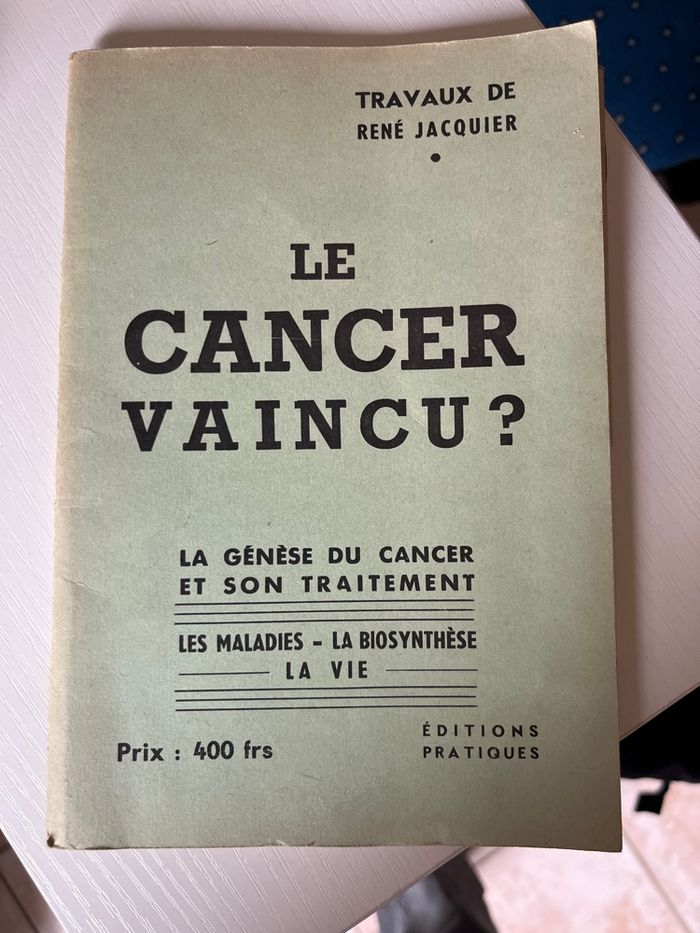 TRAVAUX DE
RENÉ JACQUIER
LE
CANCER
VAINCU ?
LA GÉNÈSE DU CANCER
ET SON TRAITEMENT
LES MALADIES - LA BIOSYNTHÈSE
LA VIE
Prix : 400 frs
ÉDITIONS
PRATIQUES